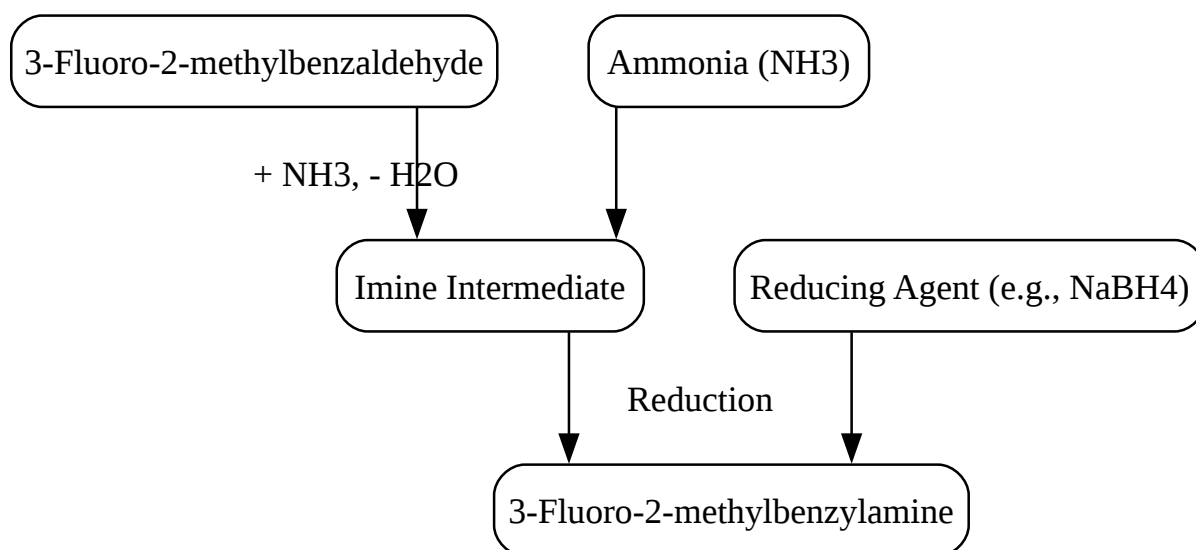 3-Fluoro-2-methylbenzaldehyde
Ammonia (NH3)
+ NH3, - H2O
Imine Intermediate
Reducing Agent (e.g., NaBH4)
Reduction
3-Fluoro-2-methylbenzylamine